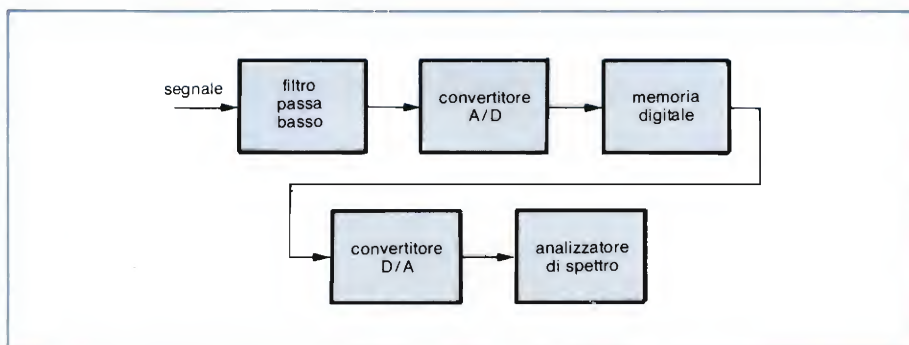 segnale
filtro
passa
basso
convertitore
A/D
memoria
digitale
convertitore
D/A
analizzatore
di spettro